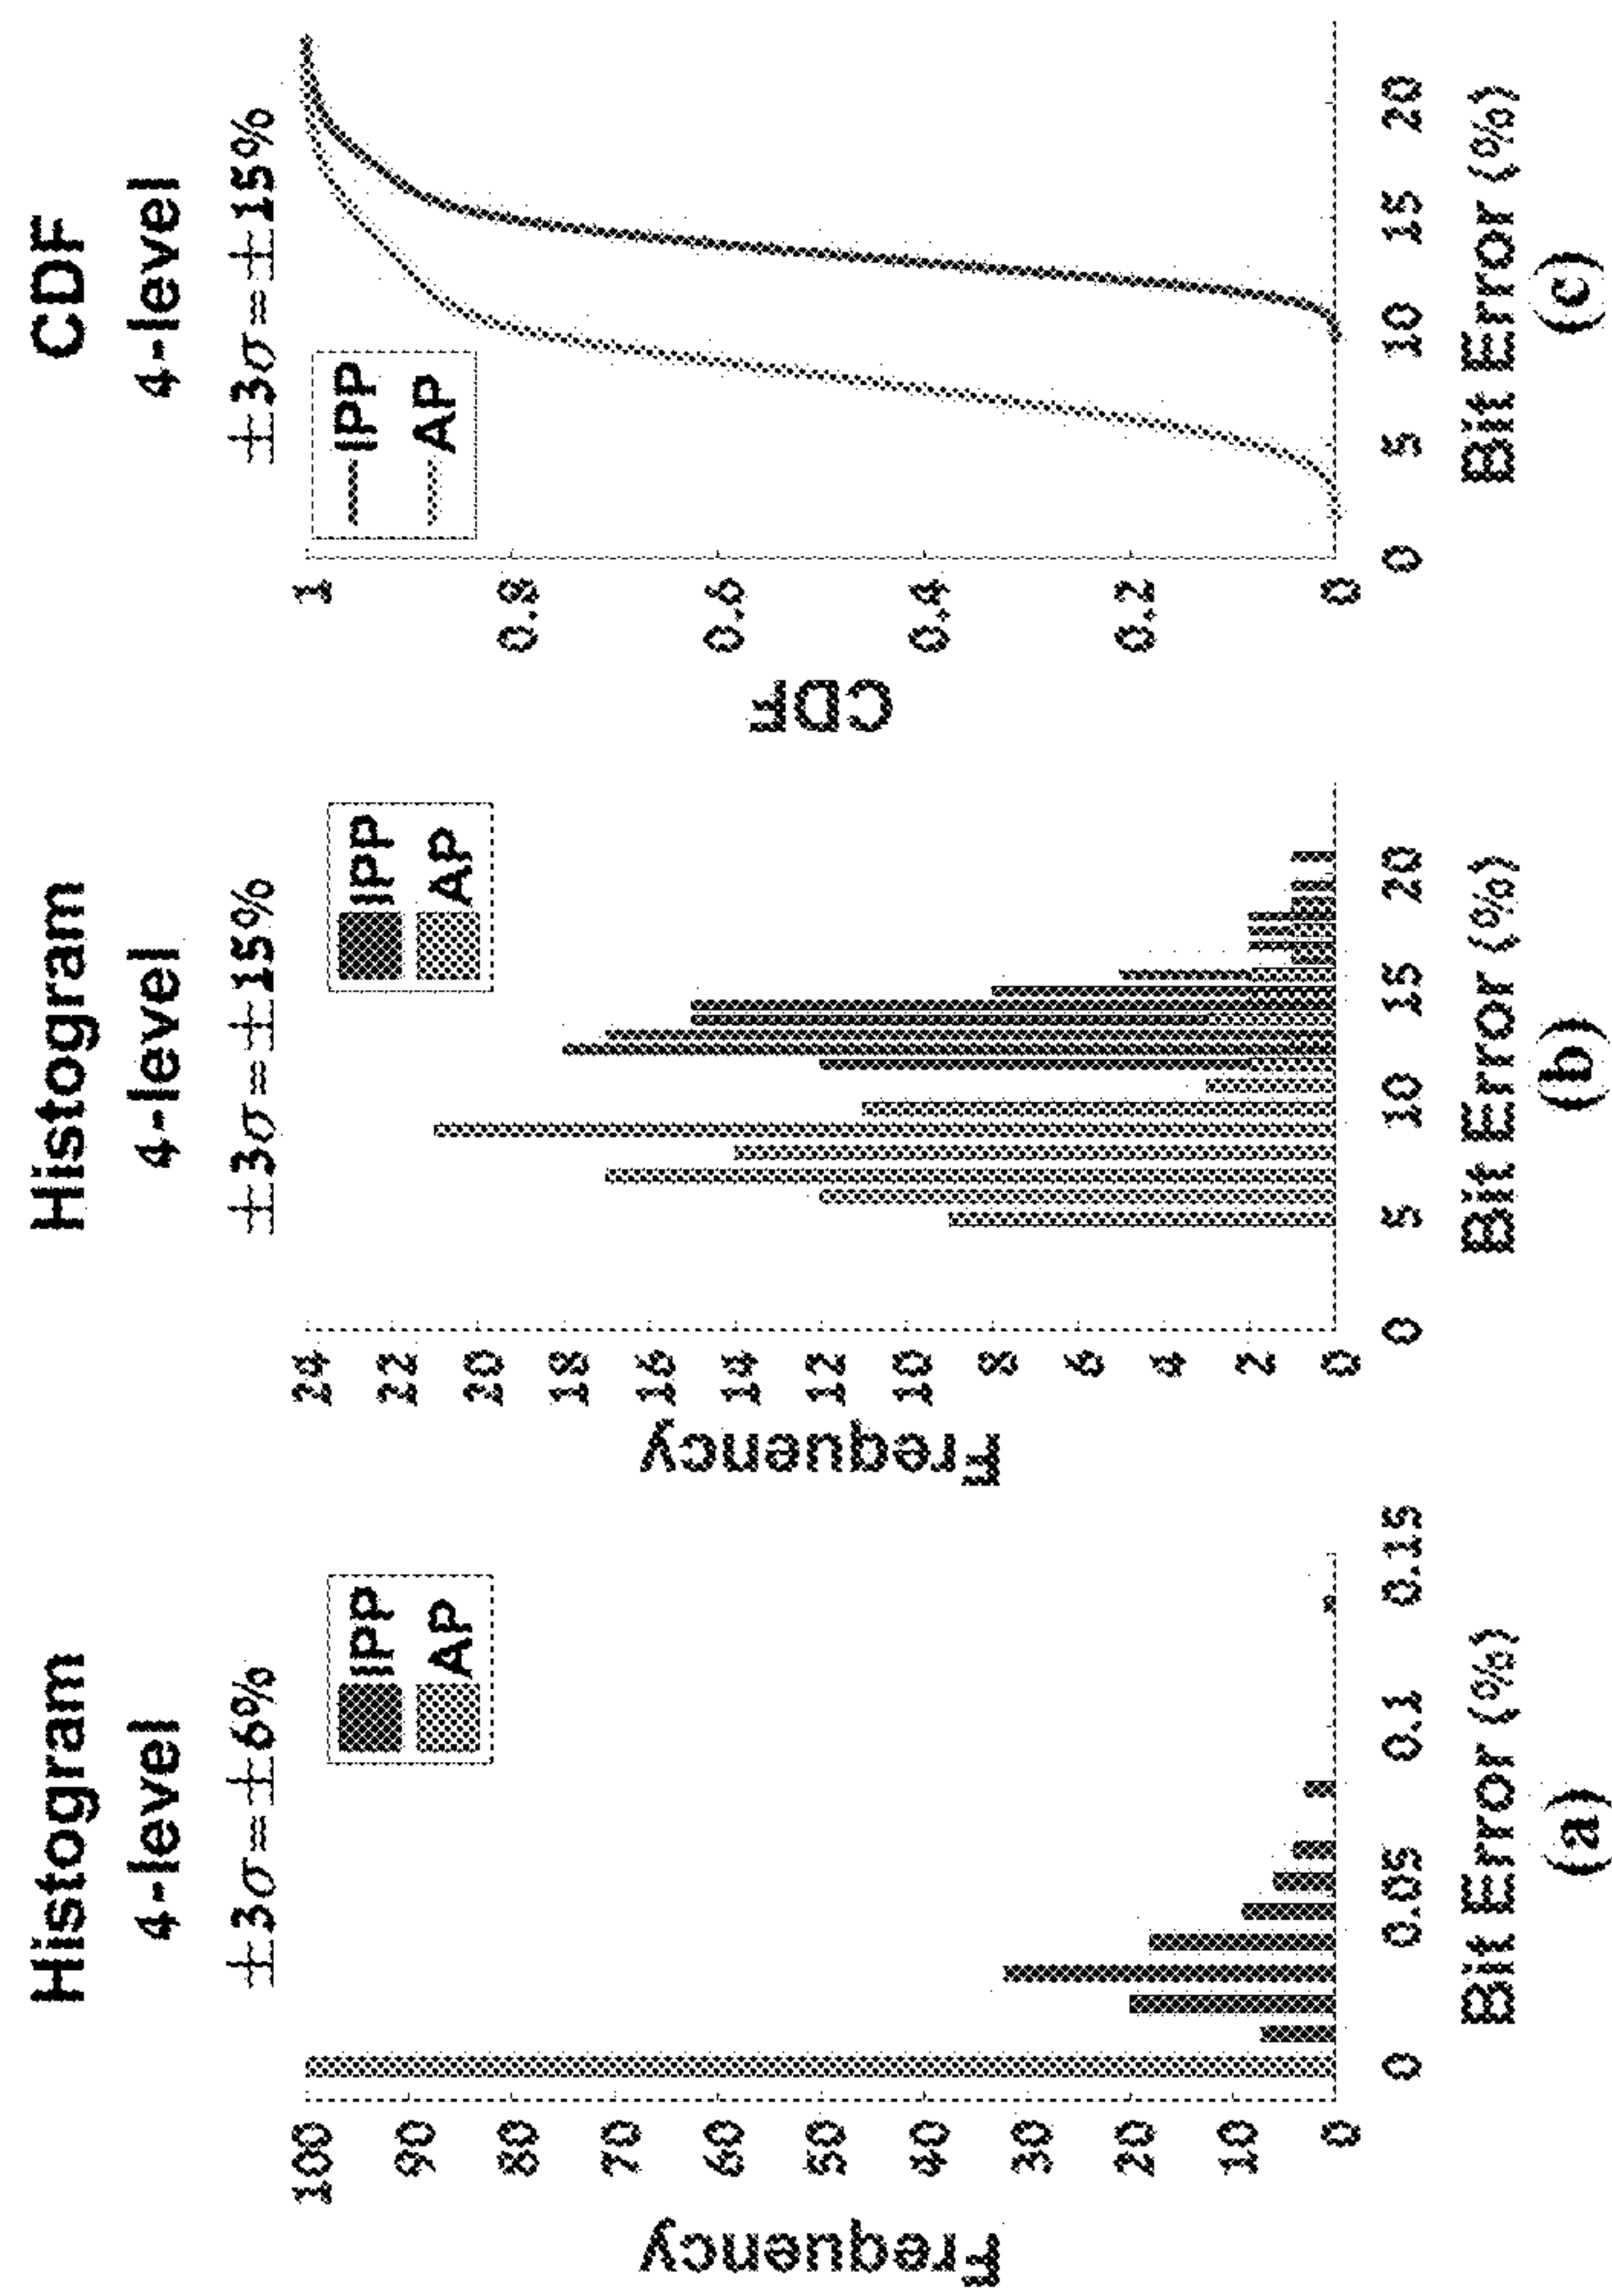 Histogram
4-level
±3σ=±6%
IPP
AP
Frequency
100
90
80
70
60
50
40
30
20
10
0
0 0.05 0.1 0.15
Bit Error (%)
(a)
Histogram
4-level
±3σ=±15%
IPP
AP
Frequency
24
22
20
18
16
14
12
10
8
6
4
2
0
0 5 10 15 20
Bit Error (%)
(b)
CDF
4-level
±3σ=±15%
IPP
AP
CDF
1
0.8
0.6
0.4
0.2
0
0 5 10 15 20
Bit Error (%)
(c)